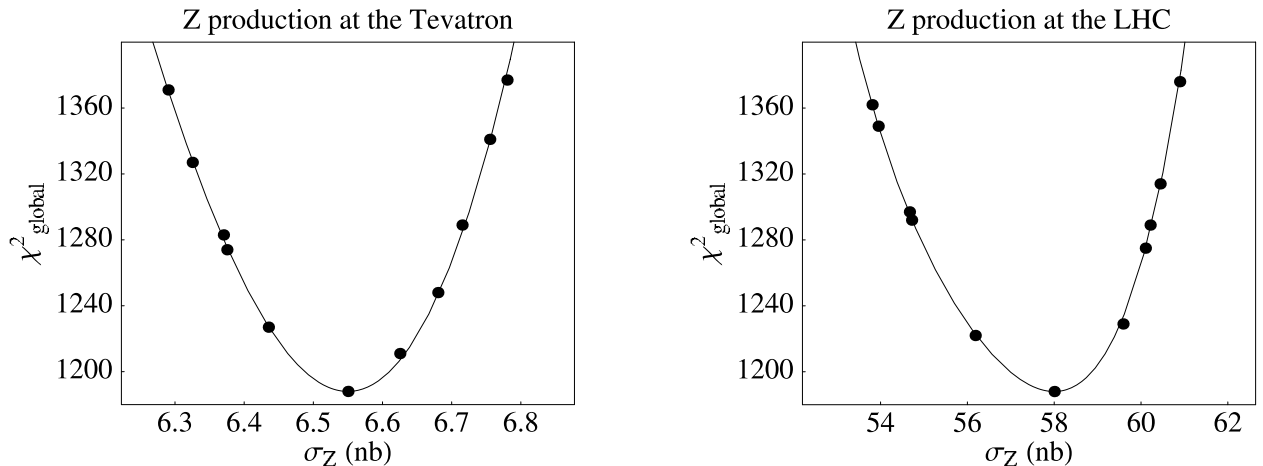 Z production at the Tevatron
1360
1320
1280
1240
1200
χ²global
6.3 6.4 6.5 6.6 6.7 6.8
σZ (nb)
Z production at the LHC
1360
1320
1280
1240
1200
χ²global
54 56 58 60 62
σZ (nb)